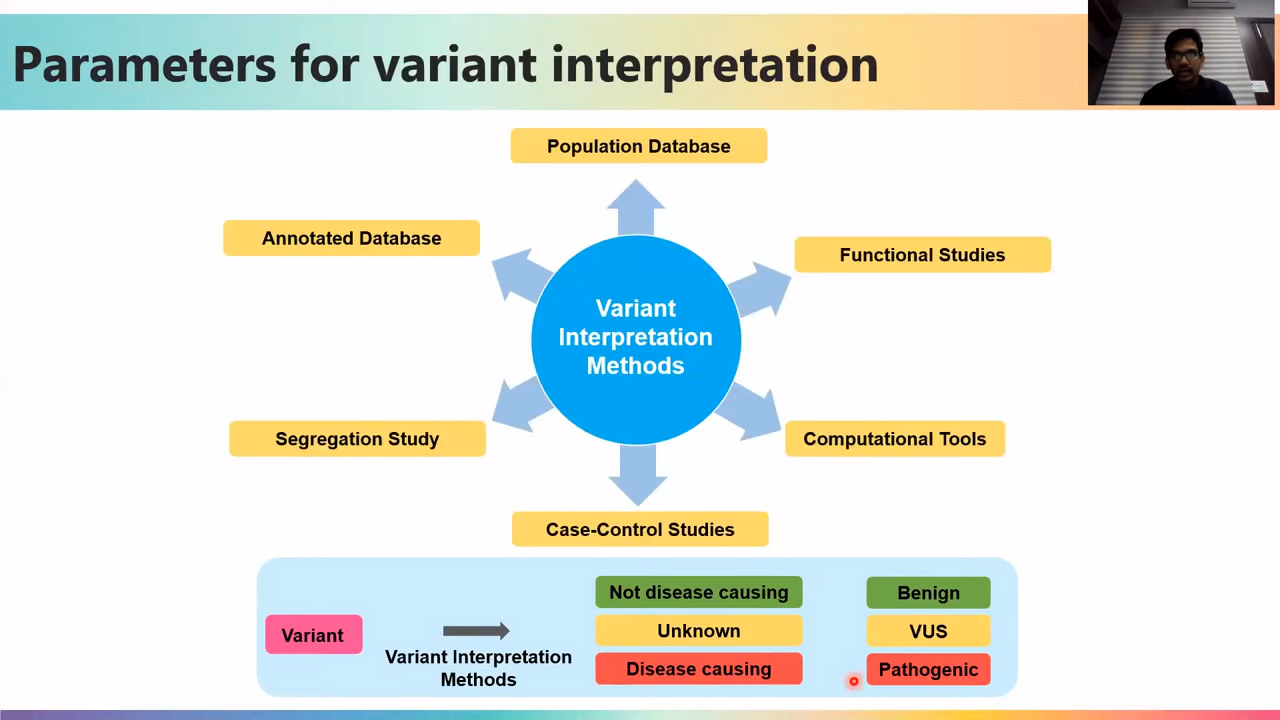 Parameters for variant interpretation
Population Database
Annotated Database
Functional Studies
Variant
Interpretation
Methods
Segregation Study
Computational Tools
Case-Control Studies
Variant
Variant Interpretation
Methods
Not disease causing
Unknown
Disease causing
Benign
VUS
Pathogenic